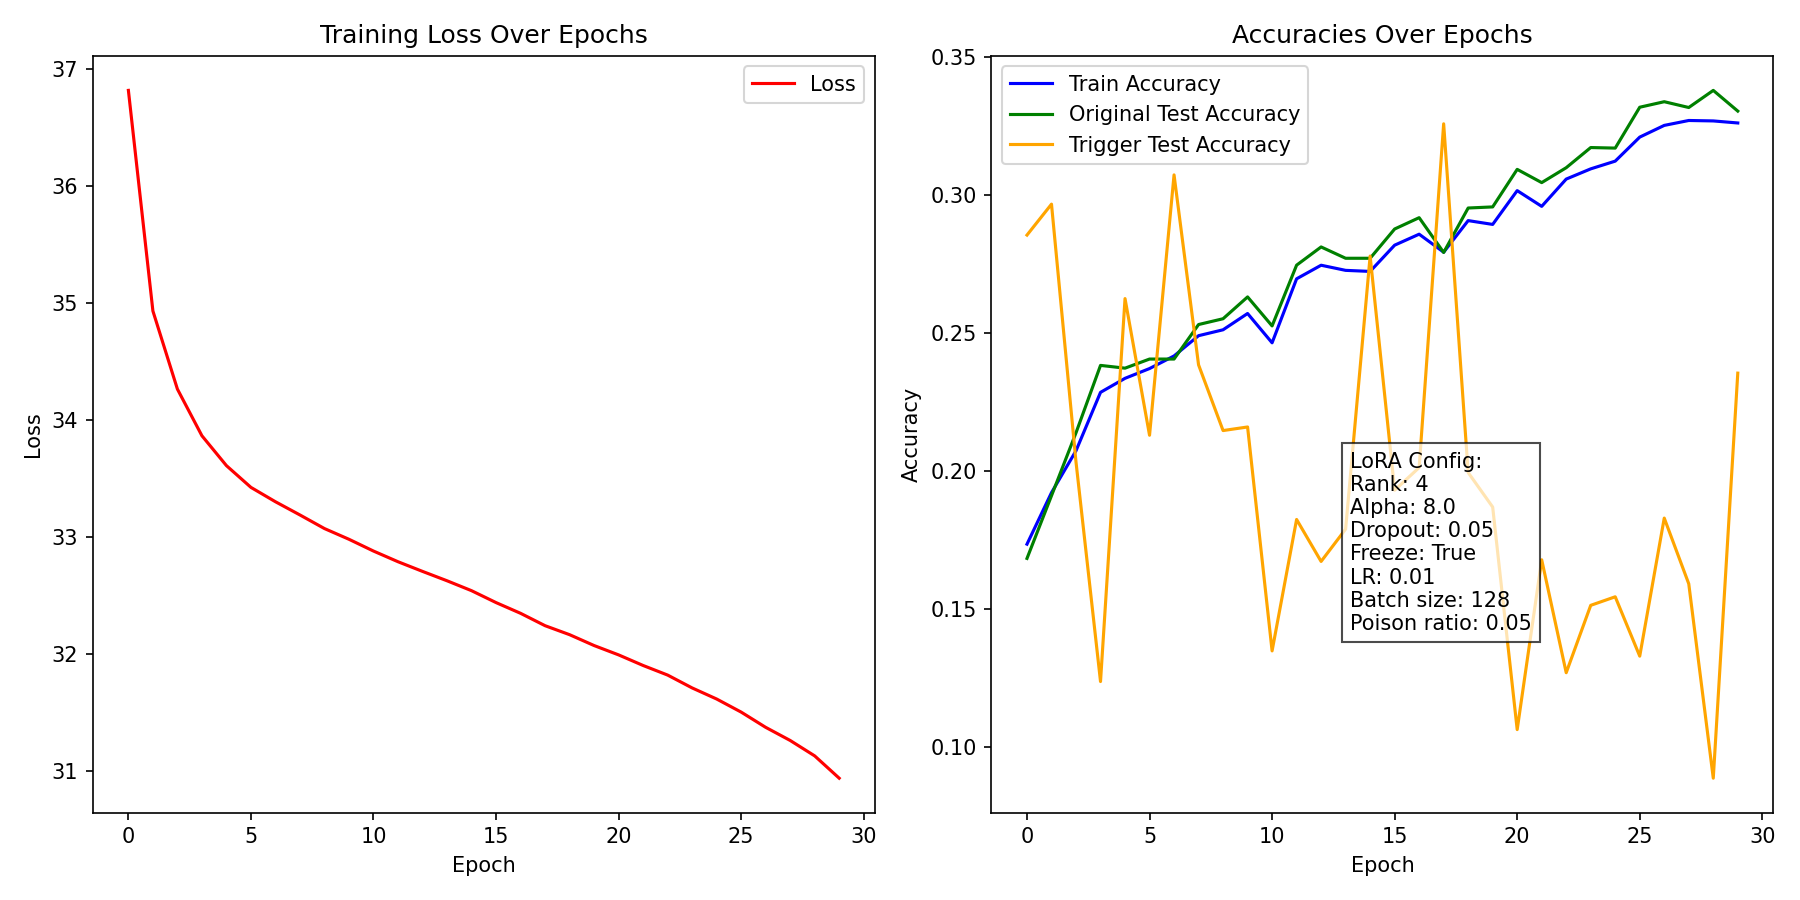 Training Loss Over Epochs
37
36
35
34
33
32
31
Loss
Loss
0 5 10 15 20 25 30
Epoch
Accuracies Over Epochs
0.35
0.30
0.25
0.20
0.15
0.10
Accuracy
Train Accuracy
Original Test Accuracy
Trigger Test Accuracy
LoRA Config:
Rank: 4
Alpha: 8.0
Dropout: 0.05
Freeze: True
LR: 0.01
Batch size: 128
Poison ratio: 0.05
0 5 10 15 20 25 30
Epoch